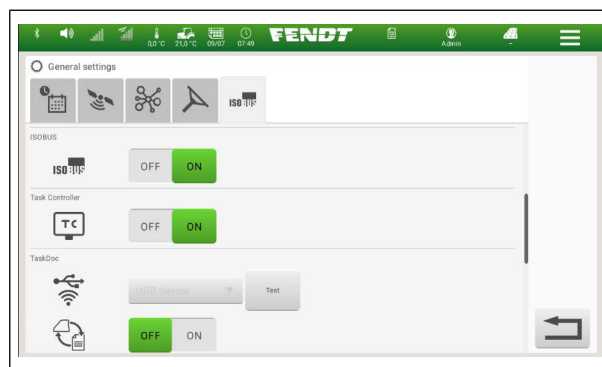 0,0 °C 21,0 °C 09/07 07:49 FENDT Admin -
General settings
ISOBUS
ISOBUS
ISOBUS OFF ON
Task Controller
TC OFF ON
TaskDoc
USB device Test
OFF ON